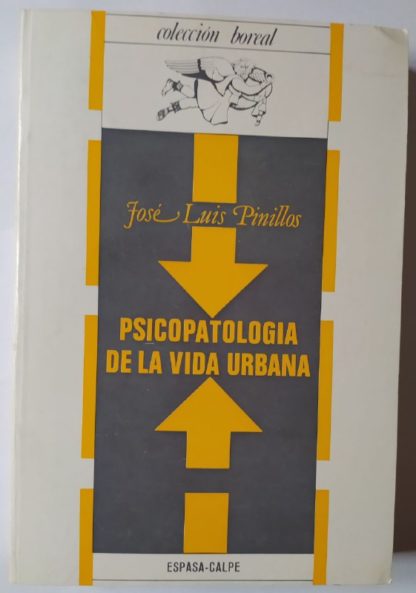 colección boreal
José Luis Pinillos
PSICOPATOLOGIA
DE LA VIDA URBANA
ESPASA-CALPE